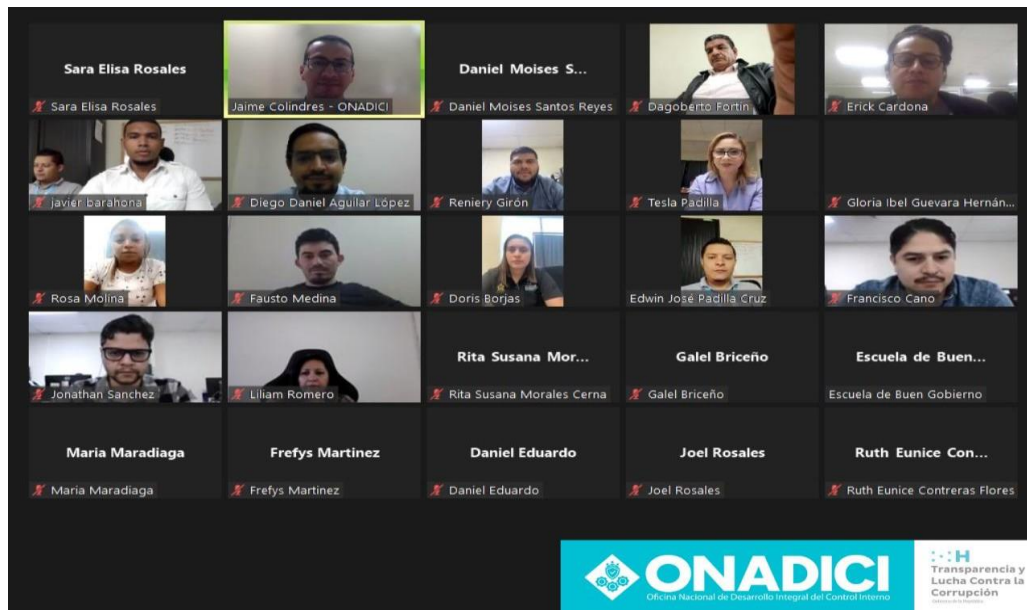 Sara Elisa Rosales
Sara Elisa Rosales
Jaime Colindres - ONADICI
Daniel Moises S...
Daniel Moises Santos Reyes
Dagoberto Fortín
Erick Cardona
javier barahona
Diego Daniel Aguilar López
Reniery Girón
Tesla Padilla
Gloria Ibel Guevara Hernán...
Rosa Molina
Fausto Medina
Doris Borjas
Edwin José Padilla Cruz
Francisco Cano
Jonathan Sanchez
Liliam Romero
Rita Susana Mor...
Rita Susana Morales Cerna
Galel Briceño
Galel Briceño
Escuela de Buen...
Escuela de Buen Gobierno
Maria Maradiaga
Maria Maradiaga
Frefys Martinez
Frefys Martinez
Daniel Eduardo
Daniel Eduardo
Joel Rosales
Joel Rosales
Ruth Eunice Con...
Ruth Eunice Contreras Flores
ONADICI
Oficina Nacional de Desarrollo Integral del Control Interno
H
Transparencia y
Lucha Contra la
Corrupción